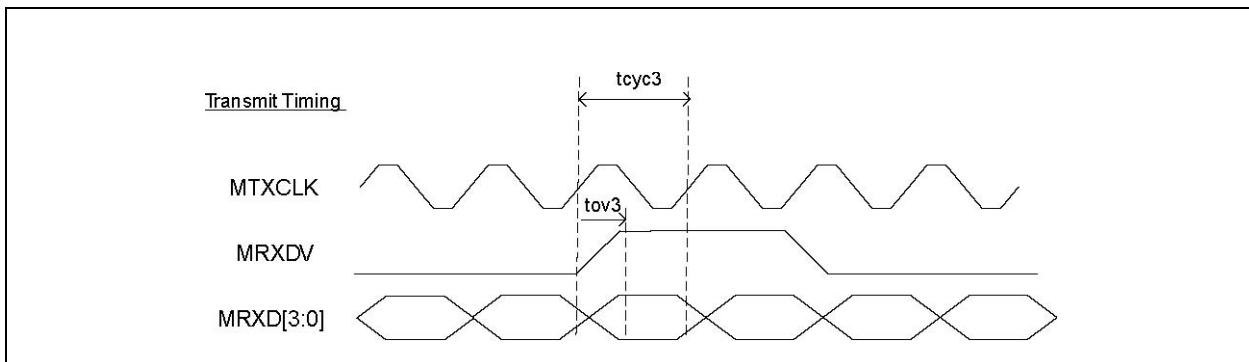 tcyc3
Transmit Timing
MTXCLK
tov3
MRXDV
MRXD[3:0]